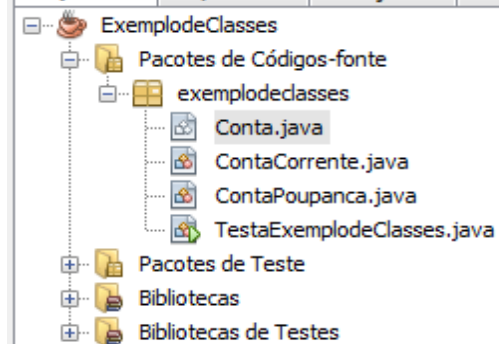 ExemplodeClasses
Pacotes de Códigos-fonte
exemplodeclasses
Conta.java
ContaCorrente.java
ContaPoupanca.java
TestaExemplodeClasses.java
Pacotes de Teste
Bibliotecas
Bibliotecas de Testes